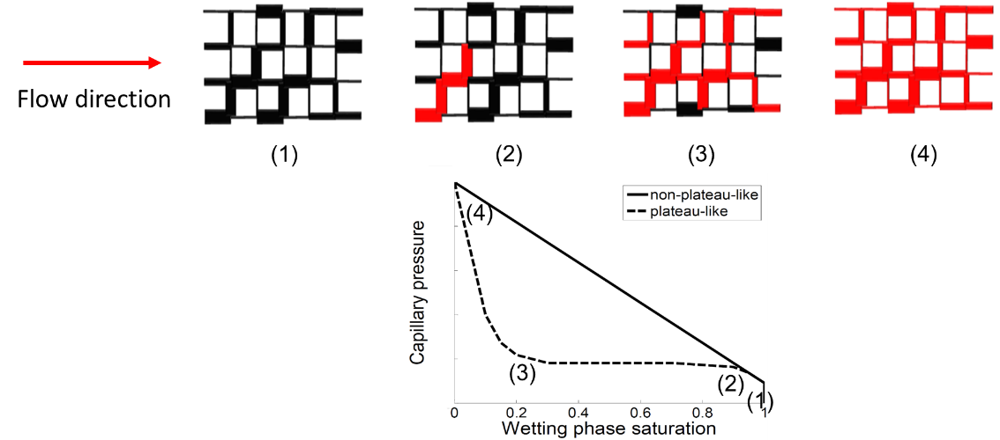 Flow direction
(1)
(2)
(3)
(4)
non-plateau-like
plateau-like
Capillary pressure
(4)
(3)
(2)
(1)
0
0.2
0.4
0.6
0.8
1
Wetting phase saturation